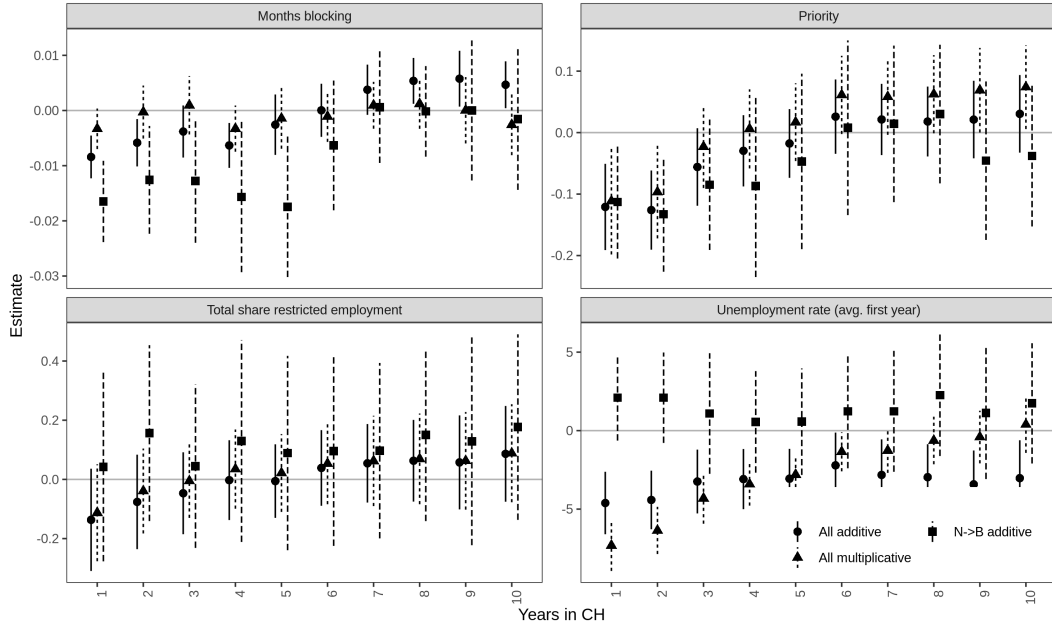 Months blocking
Priority
0.01
0.00
-0.01
-0.02
-0.03
0.1
0.0
-0.1
-0.2
Estimate
Total share restricted employment
Unemployment rate (avg. first year)
0.4
0.2
0.0
-0.2
5
0
-5
All additive
N->B additive
All multiplicative
1 2 3 4 5 6 7 8 9 10
1 2 3 4 5 6 7 8 9 10
Years in CH